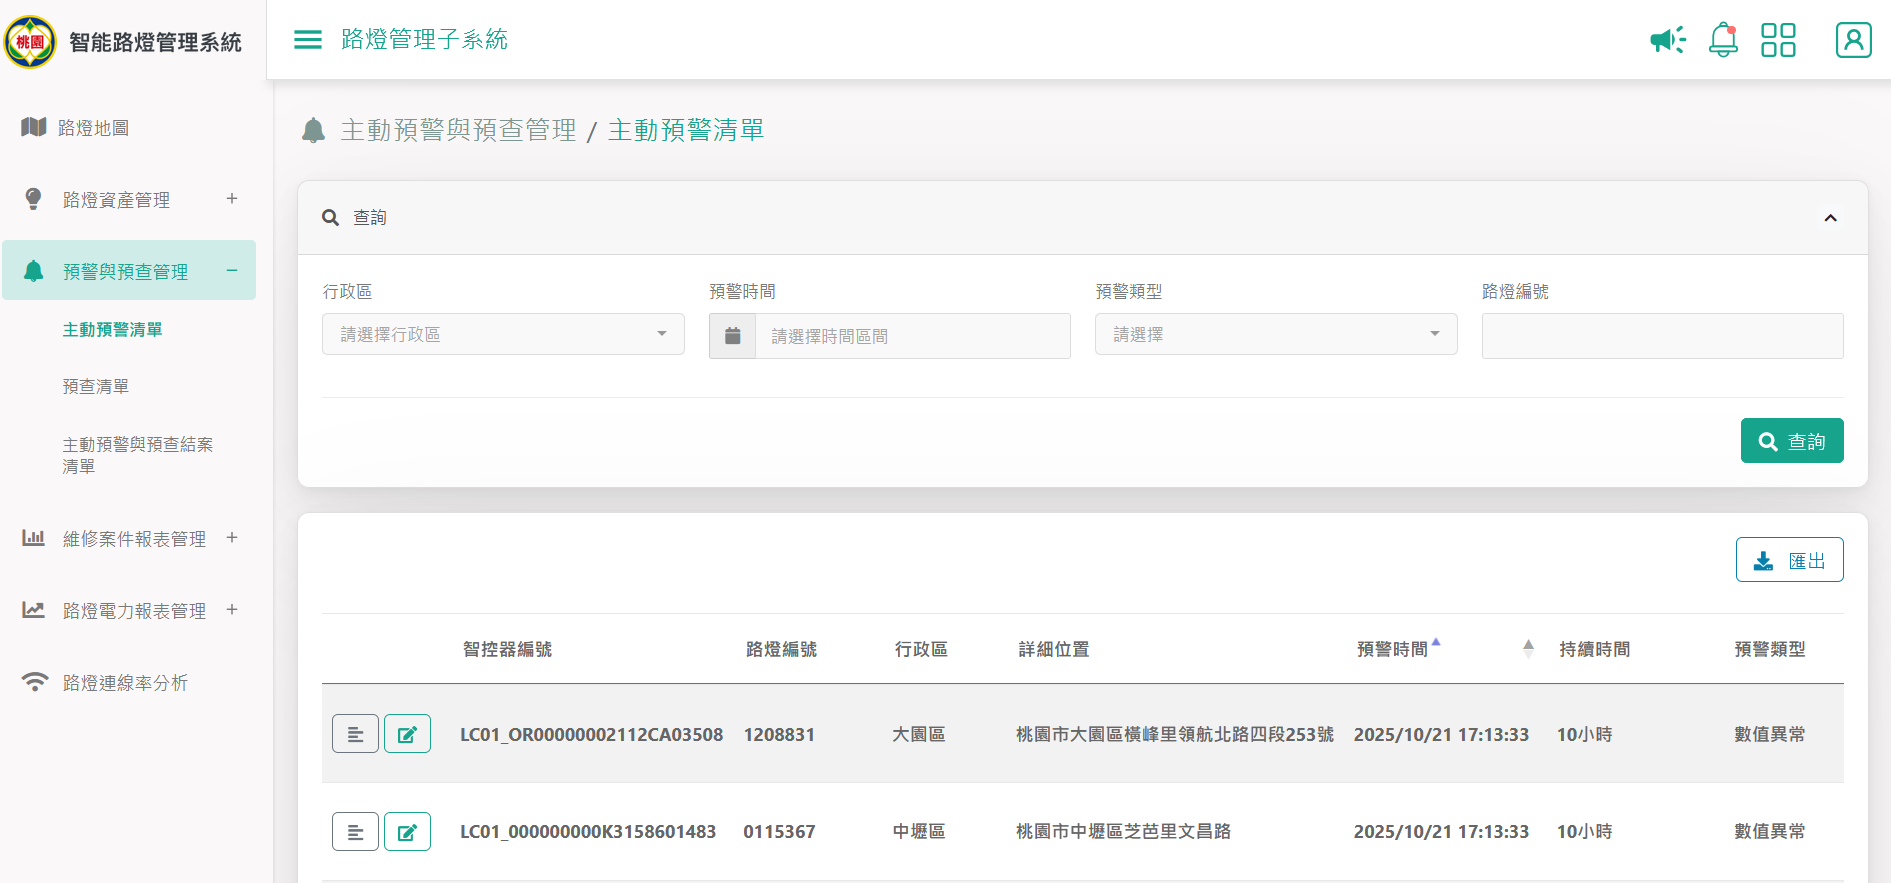 桃園
智能路燈管理系統
路燈管理子系統
路燈地圖
路燈資產管理 +
預警與預查管理 −
主動預警清單
預查清單
主動預警與預查結案
清單
維修案件報表管理 +
路燈電力報表管理 +
路燈連線率分析
主動預警與預查管理 / 主動預警清單
查詢
行政區 預警時間 預警類型 路燈編號
請選擇行政區 請選擇時間區間 請選擇
查詢
匯出
智控器編號 路燈編號 行政區 詳細位置 預警時間 持續時間 預警類型
LC01_OR00000002112CA03508 1208831 大園區 桃園市大園區橫峰里領航北路四段253號 2025/10/21 17:13:33 10小時 數值異常
LC01_000000000K3158601483 0115367 中壢區 桃園市中壢區芝芭里文昌路 2025/10/21 17:13:33 10小時 數值異常